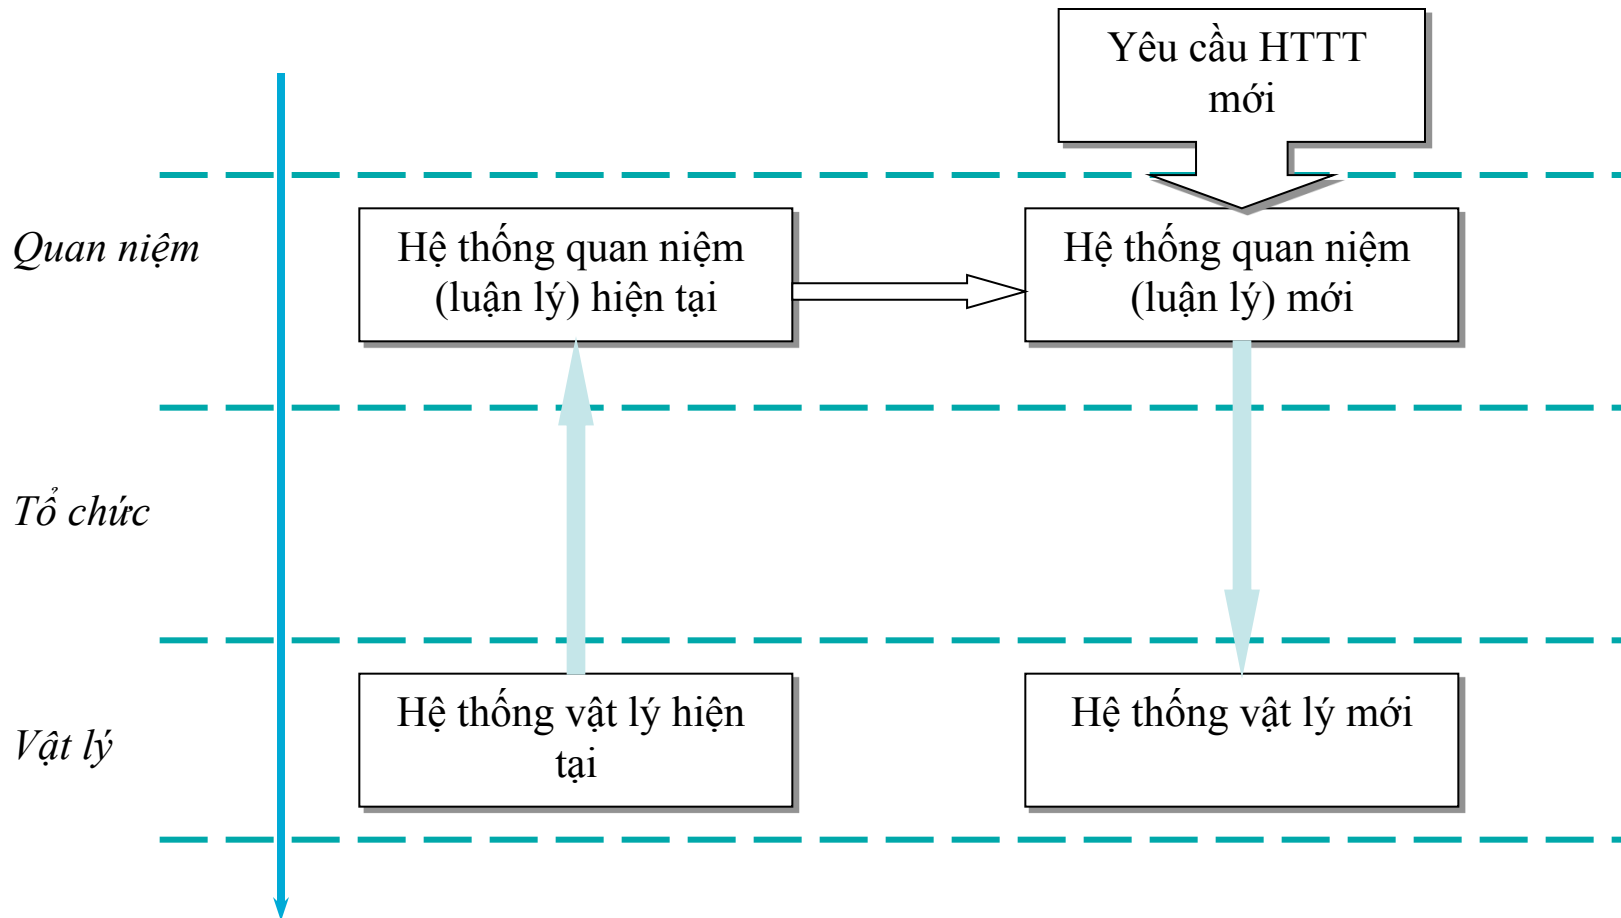 Yêu cầu HTTT
mới
Quan niệm
Hệ thống quan niệm
(luận lý) hiện tại
Hệ thống quan niệm
(luận lý) mới
Tổ chức
Vật lý
Hệ thống vật lý hiện
tại
Hệ thống vật lý mới